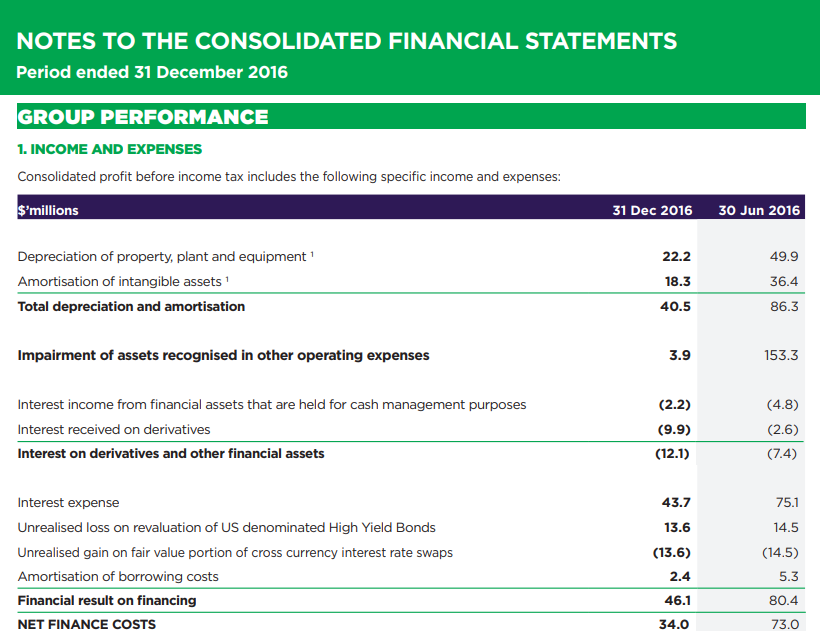 NOTES TO THE CONSOLIDATED FINANCIAL STATEMENTS
Period ended 31 December 2016
GROUP PERFORMANCE
1. INCOME AND EXPENSES
Consolidated profit before income tax includes the following specific income and expenses:
$'millions 31 Dec 2016 30 Jun 2016
Depreciation of property, plant and equipment ¹ 22.2 49.9
Amortisation of intangible assets ¹ 18.3 36.4
Total depreciation and amortisation 40.5 86.3
Impairment of assets recognised in other operating expenses 3.9 153.3
Interest income from financial assets that are held for cash management purposes (2.2) (4.8)
Interest received on derivatives (9.9) (2.6)
Interest on derivatives and other financial assets (12.1) (7.4)
Interest expense 43.7 75.1
Unrealised loss on revaluation of US denominated High Yield Bonds 13.6 14.5
Unrealised gain on fair value portion of cross currency interest rate swaps (13.6) (14.5)
Amortisation of borrowing costs 2.4 5.3
Financial result on financing 46.1 80.4
NET FINANCE COSTS 34.0 73.0